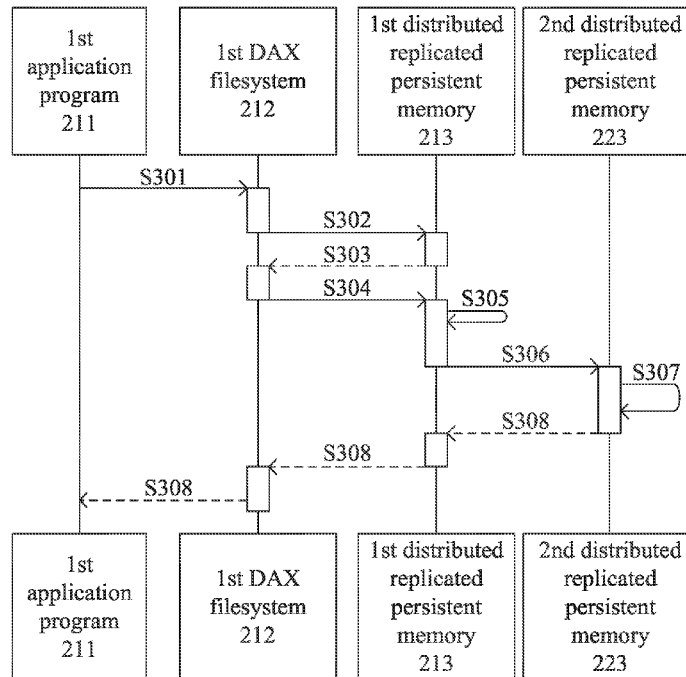 1st
application
program
211
1st DAX
filesystem
212
1st distributed
replicated
persistent
memory
213
2nd distributed
replicated
persistent
memory
223
S301
S302
S303
S304
S305
S306
S307
S308
S308
S308
1st
application
program
211
1st DAX
filesystem
212
1st distributed
replicated
persistent
memory
213
2nd distributed
replicated
persistent
memory
223